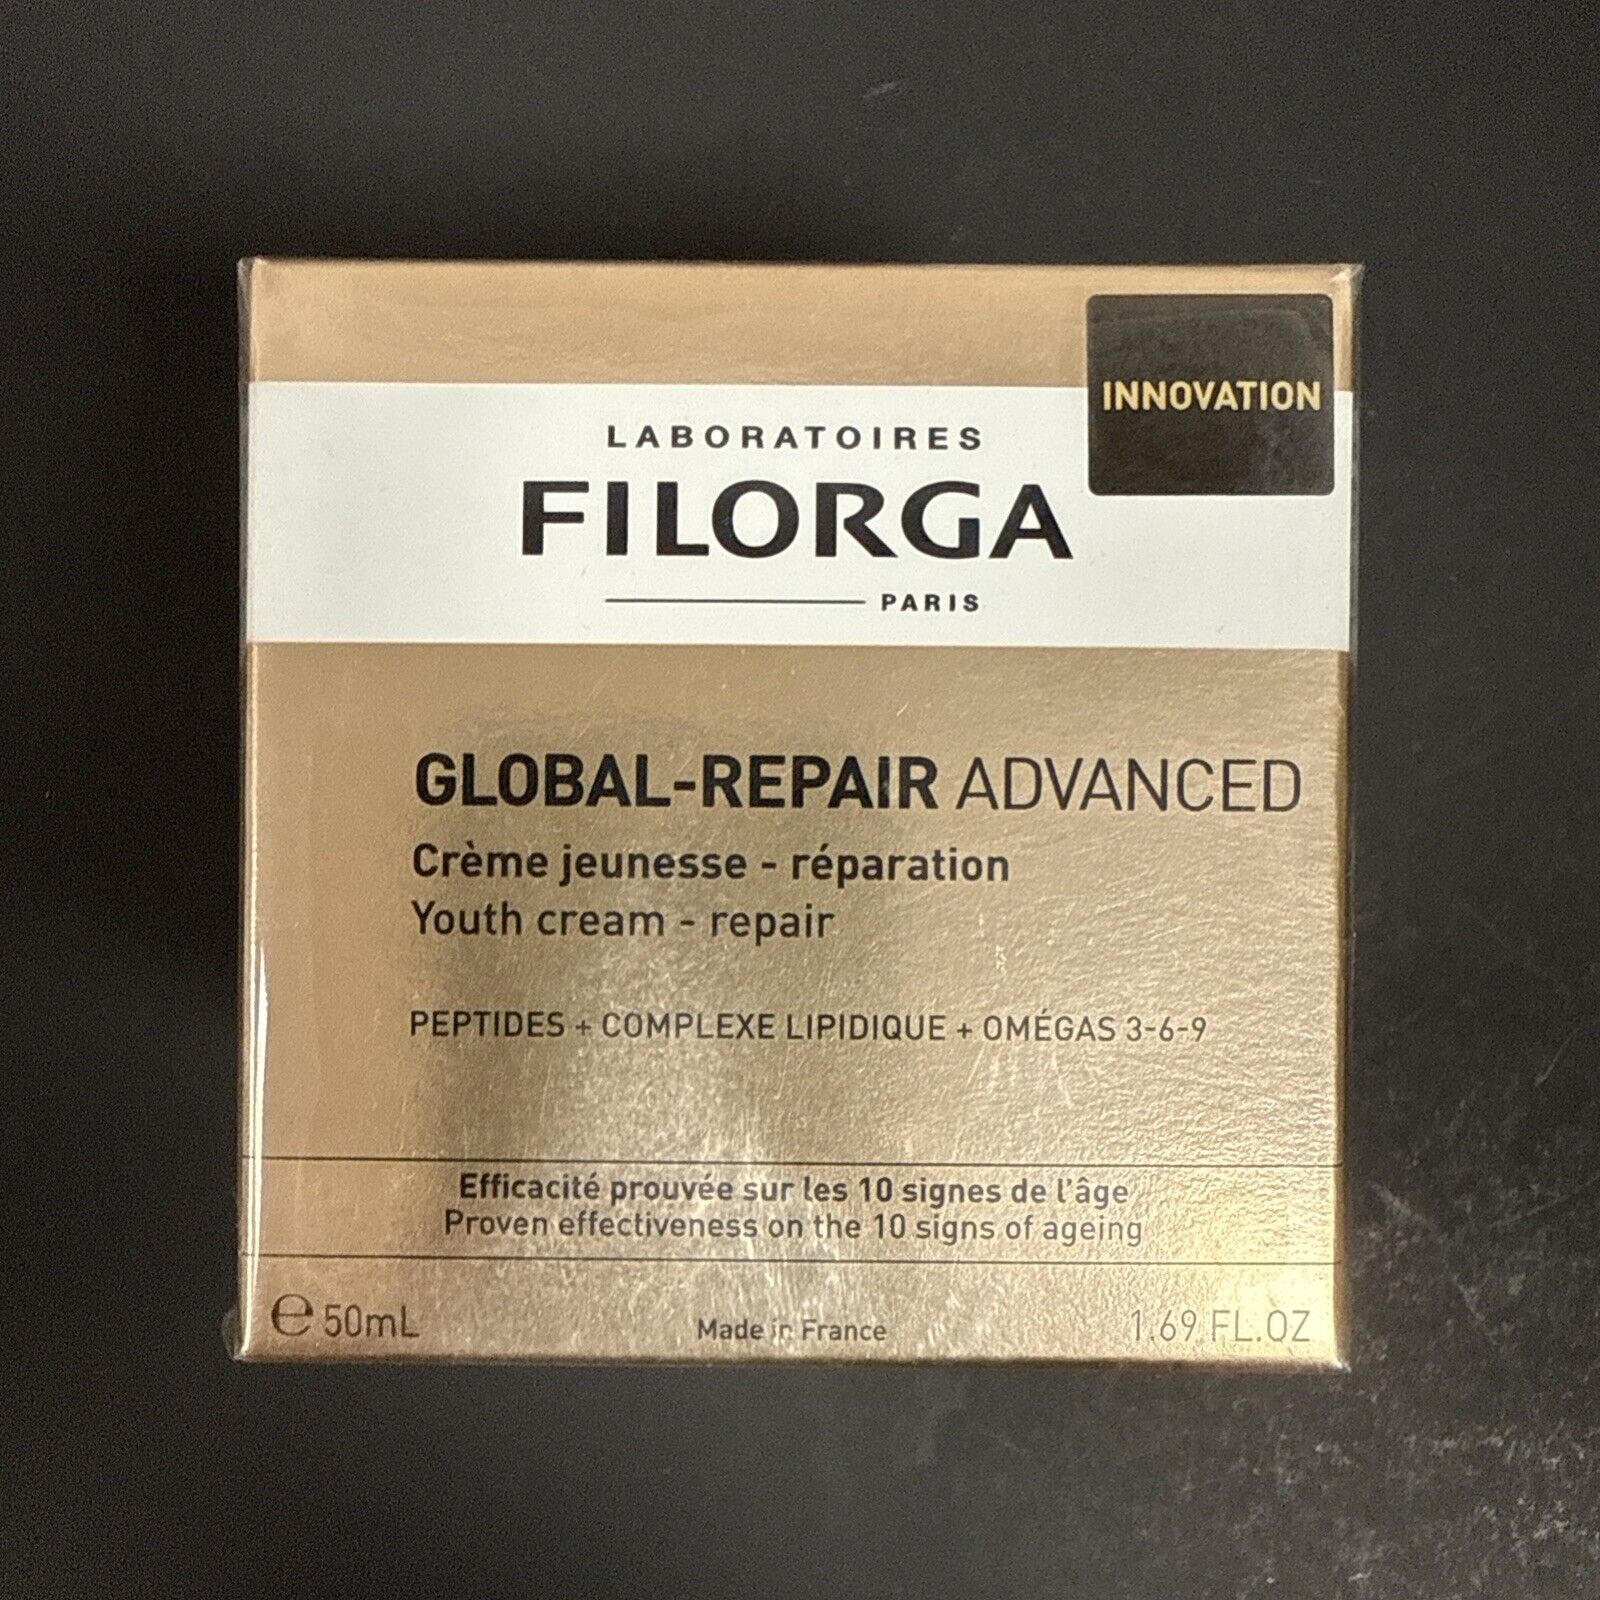 INNOVATION
LABORATOIRES
FILORGA
PARIS
GLOBAL-REPAIR ADVANCED
Crème jeunesse - réparation
Youth cream - repair
PEPTIDES + COMPLEXE LIPIDIQUE + OMÉGAS 3-6-9
Efficacité prouvée sur les 10 signes de l'âge
Proven effectiveness on the 10 signs of ageing
℮ 50mL Made in France 1.69 FL.OZ